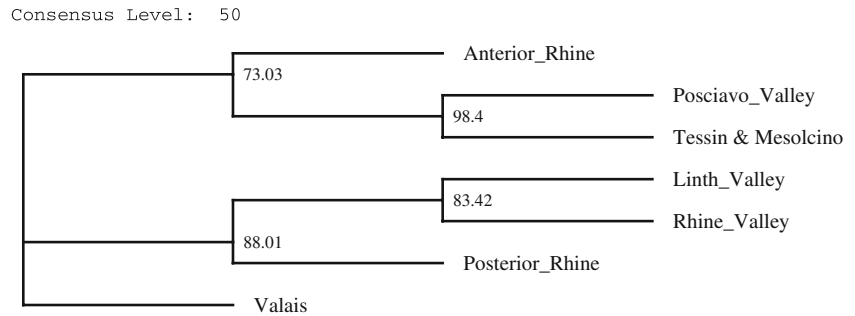 Consensus Level: 50
Anterior_Rhine
73.03
Posciavo_Valley
98.4
Tessin & Mesolcino
Linth_Valley
83.42
Rhine_Valley
88.01
Posterior_Rhine
Valais